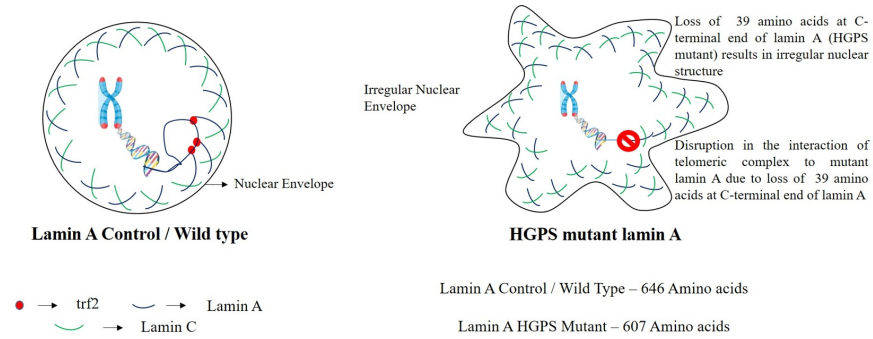 Loss of 39 amino acids at C-
terminal end of lamin A (HGPS
mutant) results in irregular nuclear
structure
Irregular Nuclear
Envelope
Disruption in the interaction of
telomeric complex to mutant
lamin A due to loss of 39 amino
acids at C-terminal end of lamin A
Nuclear Envelope
Lamin A Control / Wild type
HGPS mutant lamin A
trf2
Lamin A
Lamin C
Lamin A Control / Wild Type – 646 Amino acids
Lamin A HGPS Mutant – 607 Amino acids